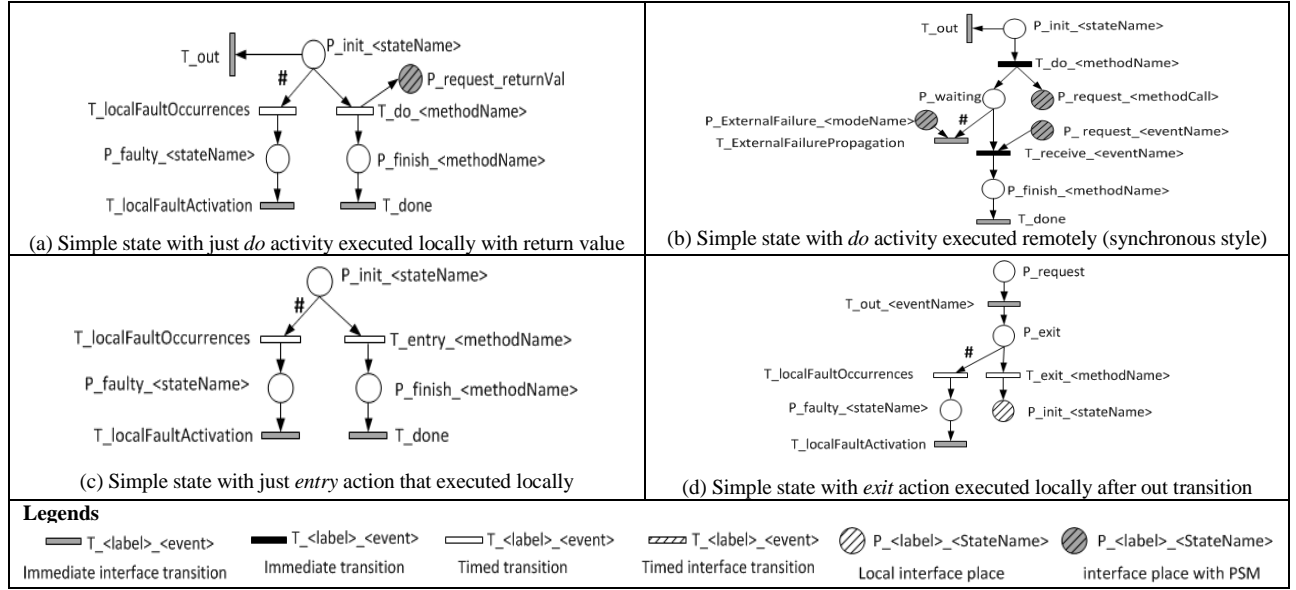 P_init_<stateName>
T_out
#
P_request_returnVal
T_localFaultOccurrences
T_do_<methodName>
P_faulty_<stateName>
P_finish_<methodName>
T_localFaultActivation
T_done
(a) Simple state with just do activity executed locally with return value
T_out
P_init_<stateName>
T_do_<methodName>
P_waiting
P_request_<methodCall>
P_ExternalFailure_<modeName>
#
P_ request_<eventName>
T_ExternalFailurePropagation
T_receive_<eventName>
P_finish_<methodName>
T_done
(b) Simple state with do activity executed remotely (synchronous style)
P_init_<stateName>
#
T_localFaultOccurrences
T_entry_<methodName>
P_faulty_<stateName>
P_finish_<methodName>
T_localFaultActivation
T_done
(c) Simple state with just entry action that executed locally
P_request
T_out_<eventName>
P_exit
#
T_localFaultOccurrences
T_exit_<methodName>
P_faulty_<stateName>
P_init_<stateName>
T_localFaultActivation
(d) Simple state with exit action executed locally after out transition
Legends
T_<label>_<event>
T_<label>_<event>
T_<label>_<event>
T_<label>_<event>
P_<label>_<StateName>
P_<label>_<StateName>
Immediate interface transition
Immediate transition
Timed transition
Timed interface transition
Local interface place
interface place with PSM